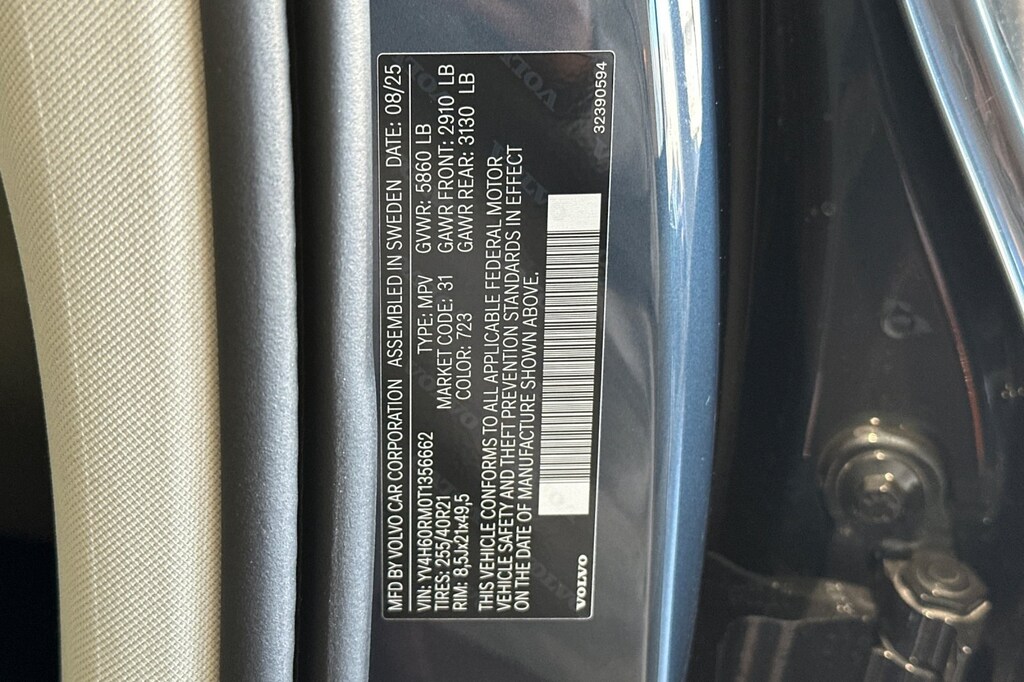 MFD BY VOLVO CAR CORPORATION ASSEMBLED IN SWEDEN DATE: 08/25
VIN: YV4H60RM0T1356662 TYPE: MPV GVWR: 5860 LB
TIRES: 255/40R21 MARKET CODE: 31 GAWR FRONT: 2910 LB
RIM: 8,5Jx21x49,5 COLOR: 723 GAWR REAR: 3130 LB
THIS VEHICLE CONFORMS TO ALL APPLICABLE FEDERAL MOTOR
VEHICLE SAFETY AND THEFT PREVENTION STANDARDS IN EFFECT
ON THE DATE OF MANUFACTURE SHOWN ABOVE.
VOLVO
32390594